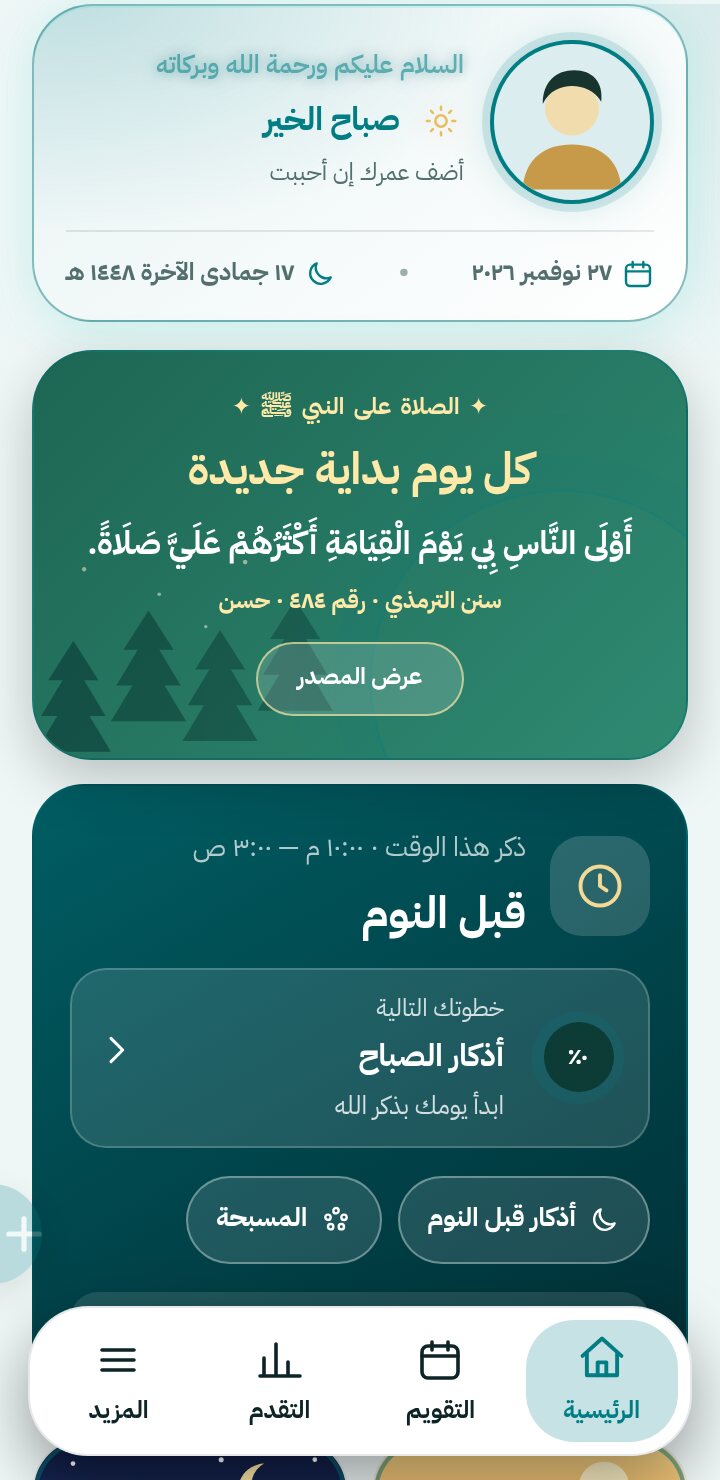 السلام عليكم ورحمة الله وبركاته
صباح الخير
أضف عمرك إن أحببت
٢٧ نوفمبر ٢٠٢٦ • ١٧ جمادى الآخرة ١٤٤٨ هـ
✦ الصلاة على النبي ﷺ ✦
كل يوم بداية جديدة
أَوْلَى النَّاسِ بِي يَوْمَ الْقِيَامَةِ أَكْثَرُهُمْ عَلَيَّ صَلَاةً.
سنن الترمذي · رقم ٤٨٤ · حسن
عرض المصدر
ذكر هذا الوقت · ١٠:٠٠ م — ٣:٠٠ ص
قبل النوم
خطوتك التالية
أذكار الصباح
ابدأ يومك بذكر الله
٠٪
أذكار قبل النوم
المسبحة
الرئيسية
التقويم
التقدم
المزيد